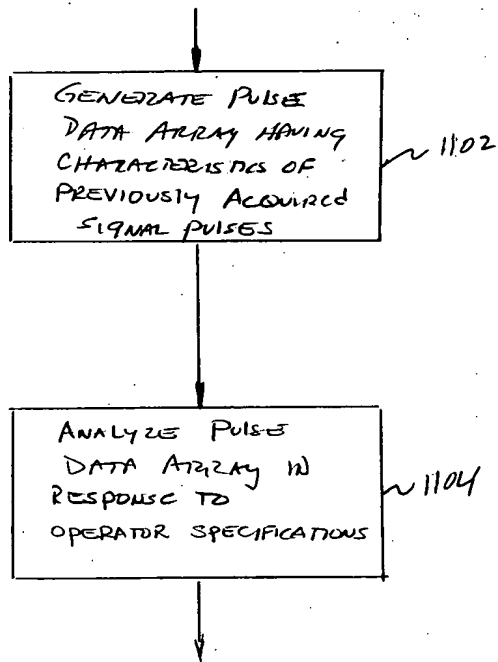 GENERATE PULSE
DATA ARRAY HAVING
CHARACTERISTICS OF
PREVIOUSLY ACQUIRED
SIGNAL PULSES
1102
ANALYZE PULSE
DATA ARRAY IN
RESPONSE TO
OPERATOR SPECIFICATIONS
1104